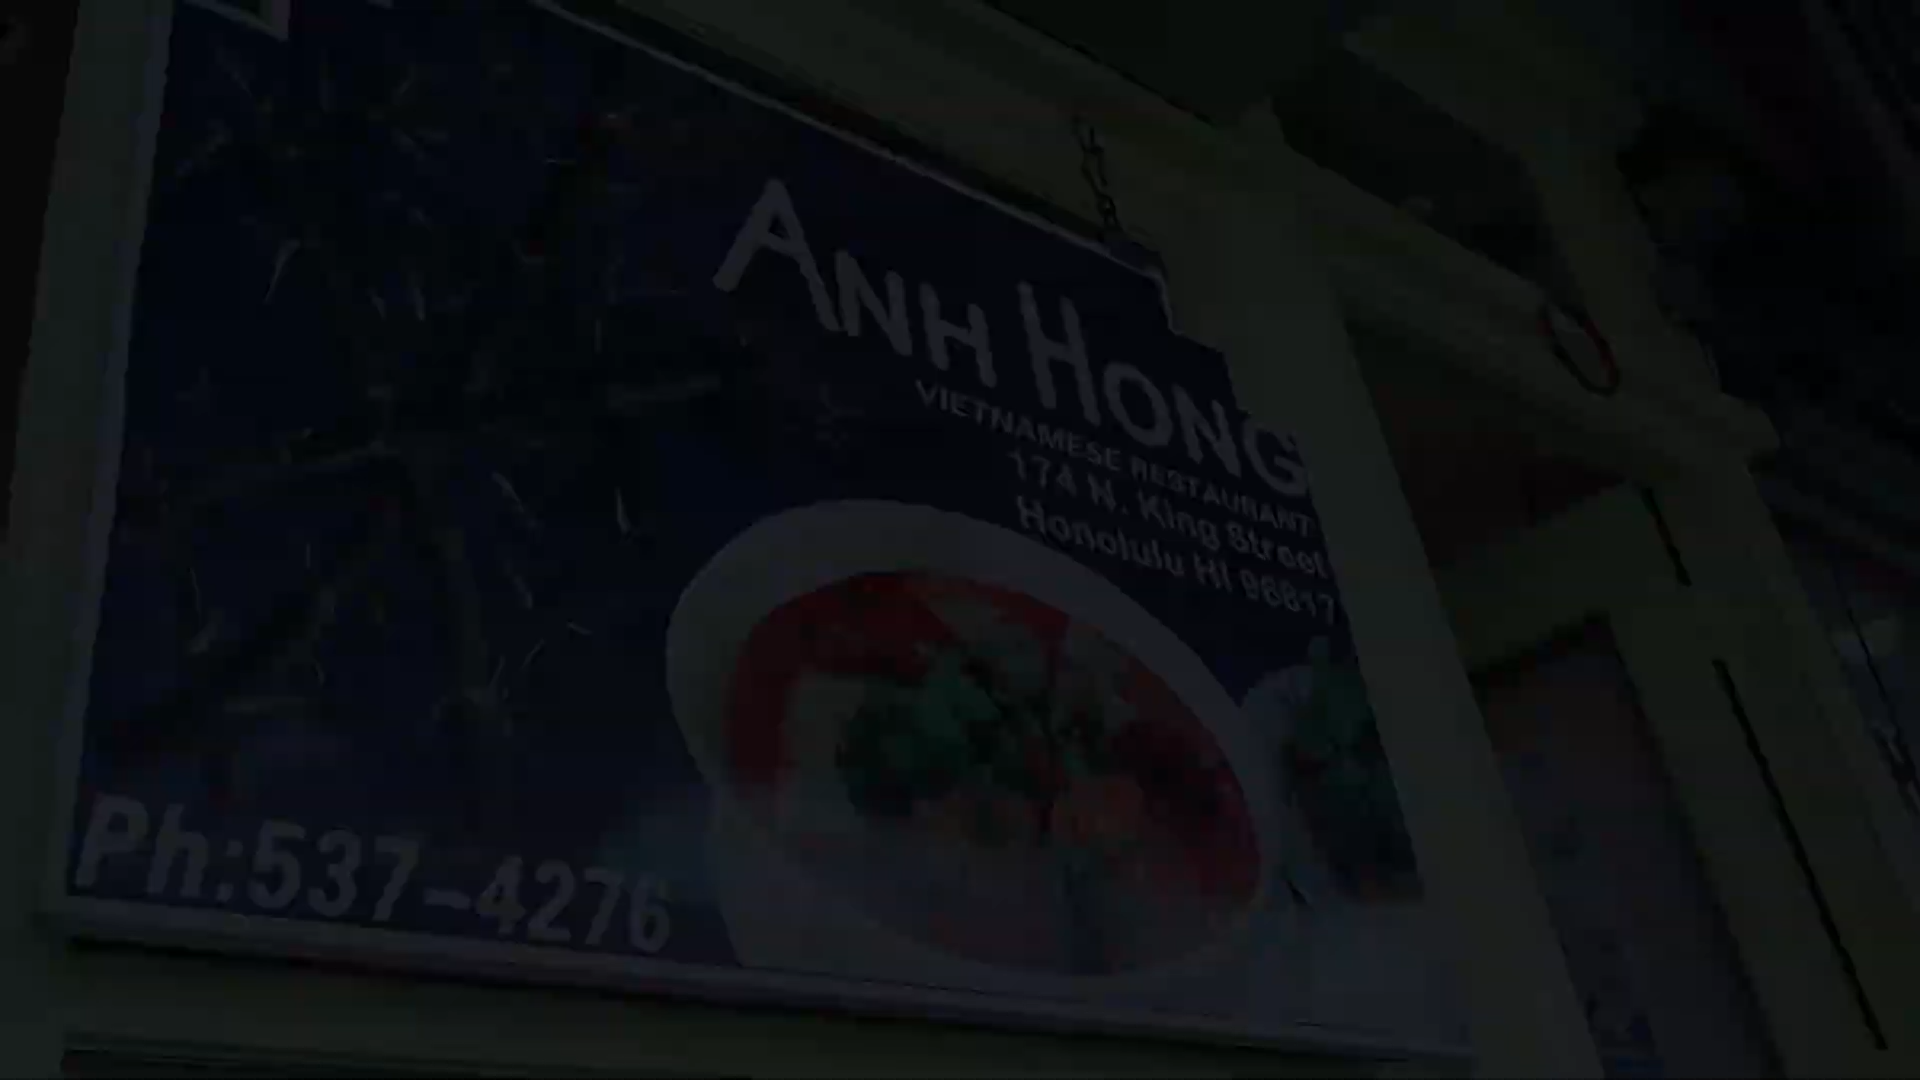 ANH HONG
VIETNAMESE RESTAURANT
174 N. King Street
Honolulu HI 96817
Ph:537-4276